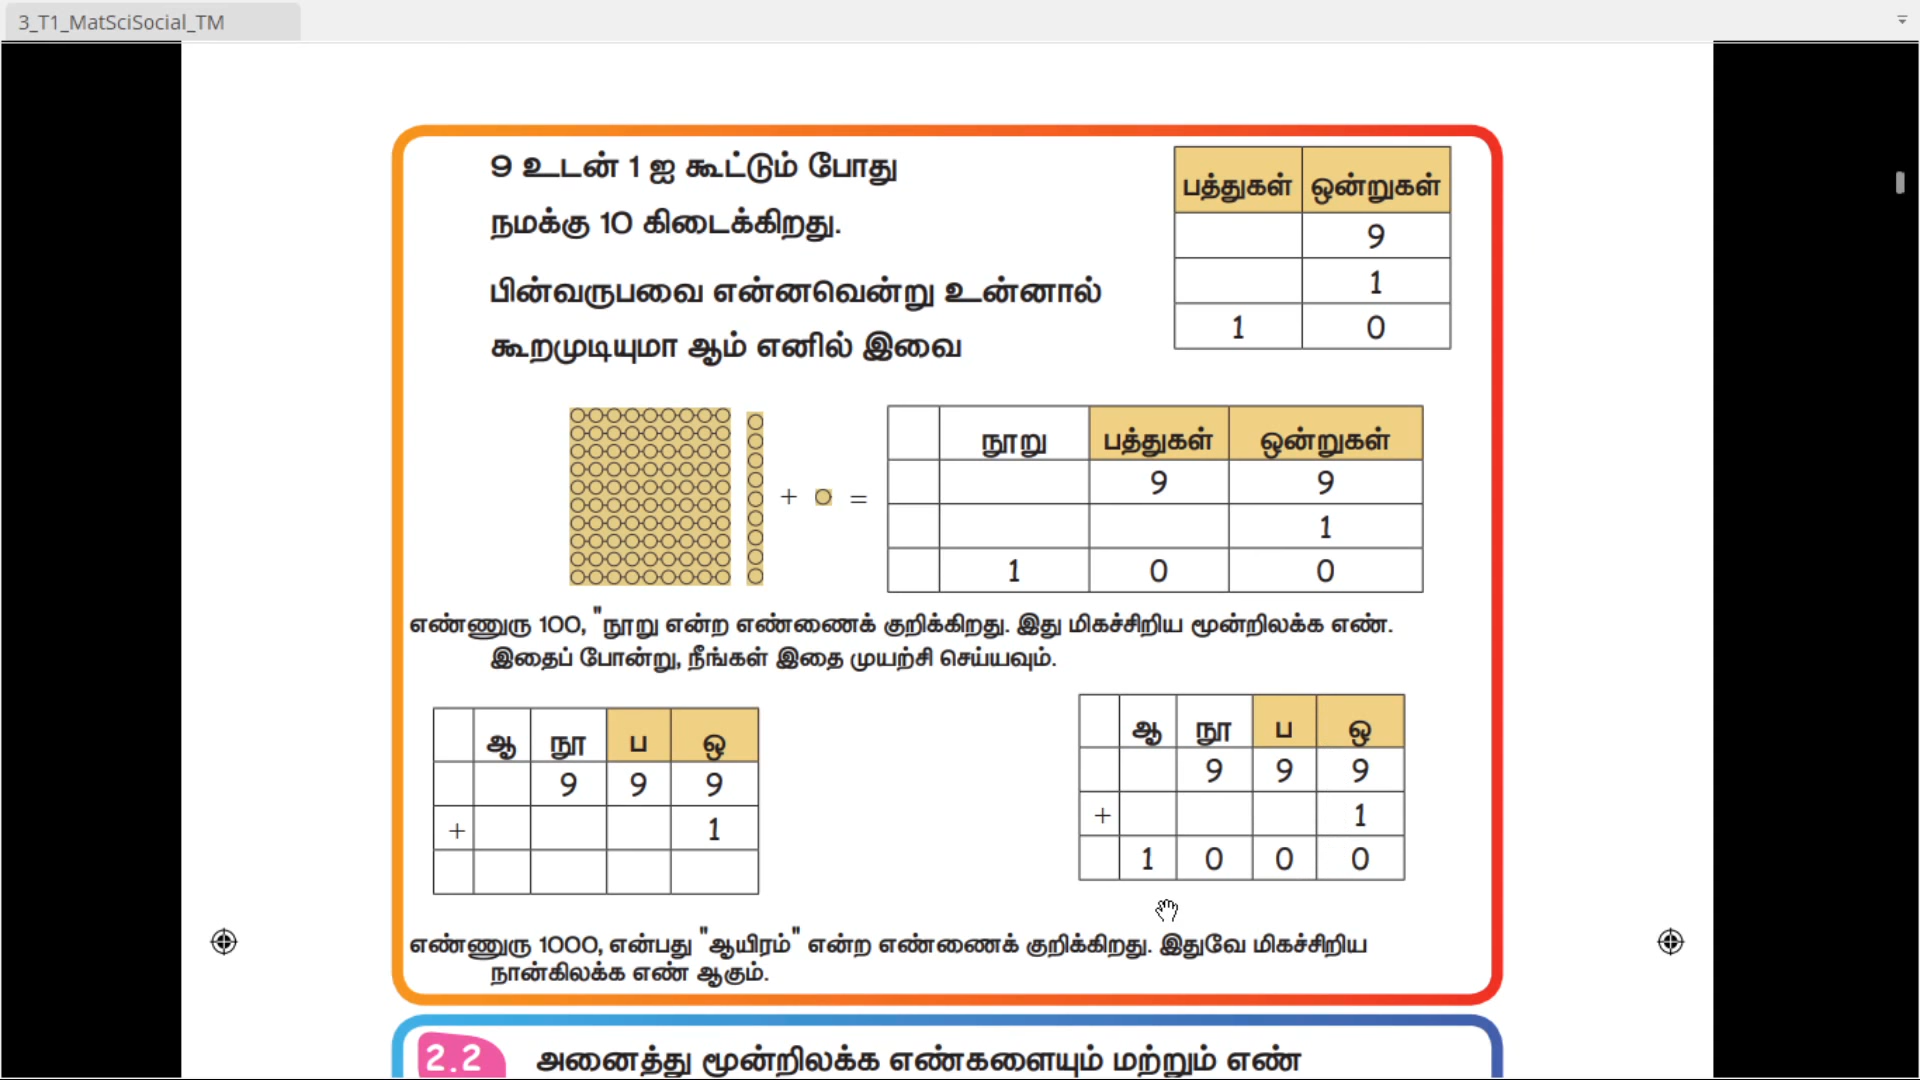 3_T1_MatSciSocial_TM
9 உடன் 1 ஐ கூட்டும் போது
நமக்கு 10 கிடைக்கிறது.
பின்வருபவை என்னவென்று உன்னால்
கூறமுடியுமா ஆம் எனில் இவை
பத்துகள் ஒன்றுகள்
9
1
1 0
+ =
நூறு பத்துகள் ஒன்றுகள்
9 9
1
1 0 0
எண்ணுரு 100, "நூறு என்ற எண்ணைக் குறிக்கிறது. இது மிகச்சிறிய மூன்றிலக்க எண்.
இதைப் போன்று, நீங்கள் இதை முயற்சி செய்யவும்.
ஆ நூ ப ஒ
9 9 9
+ 1
ஆ நூ ப ஒ
9 9 9
+ 1
1 0 0 0
எண்ணுரு 1000, என்பது "ஆயிரம்" என்ற எண்ணைக் குறிக்கிறது. இதுவே மிகச்சிறிய
நான்கிலக்க எண் ஆகும்.
2.2 அனைத்து மூன்றிலக்க எண்களையும் மற்றும் எண்